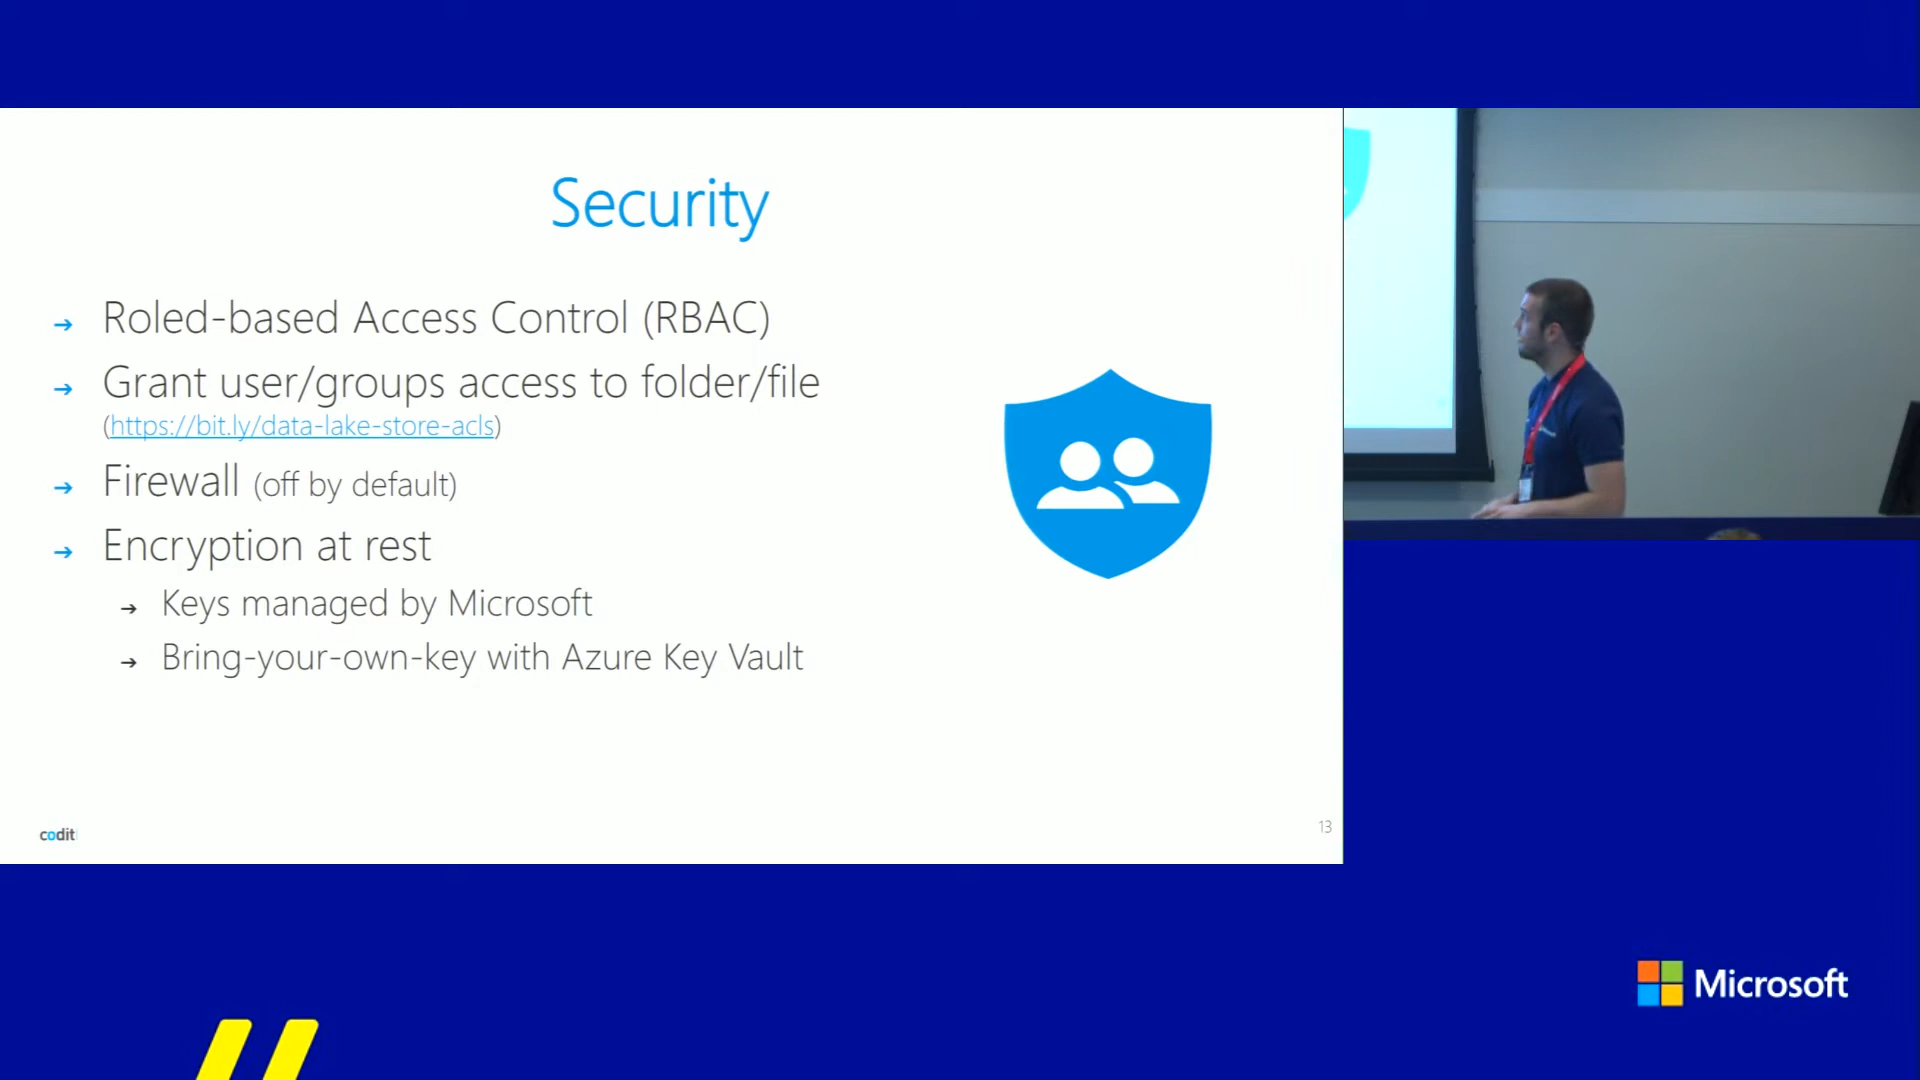 Security
Roled-based Access Control (RBAC)
Grant user/groups access to folder/file
(https://bit.ly/data-lake-store-acls)
Firewall (off by default)
Encryption at rest
Keys managed by Microsoft
Bring-your-own-key with Azure Key Vault
codit
13
Microsoft